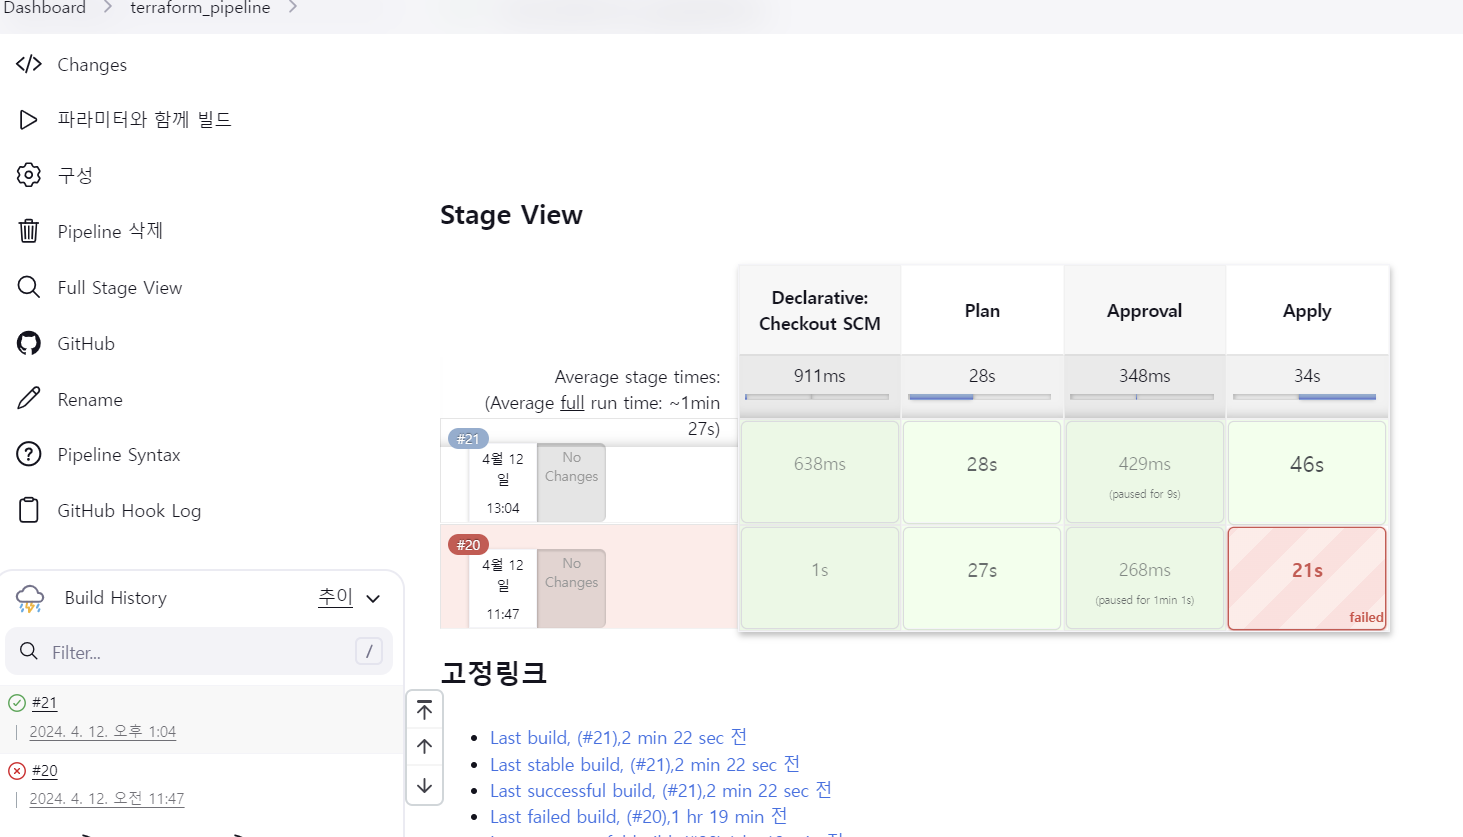 Dashboard > terraform_pipeline >
Changes
파라미터와 함께 빌드
구성
Pipeline 삭제
Full Stage View
GitHub
Rename
Pipeline Syntax
GitHub Hook Log
Build History 추이
Filter...
/
#21
2024. 4. 12. 오후 1:04
#20
2024. 4. 12. 오전 11:47
Stage View
Declarative:
Checkout SCM
Plan
Approval
Apply
Average stage times:
(Average full run time: ~1min
27s)
911ms
28s
348ms
34s
#21
4월 12
일
13:04
No
Changes
638ms
28s
429ms
(paused for 9s)
46s
#20
4월 12
일
11:47
No
Changes
1s
27s
268ms
(paused for 1min 1s)
21s
failed
고정링크
Last build, (#21),2 min 22 sec 전
Last stable build, (#21),2 min 22 sec 전
Last successful build, (#21),2 min 22 sec 전
Last failed build, (#20),1 hr 19 min 전